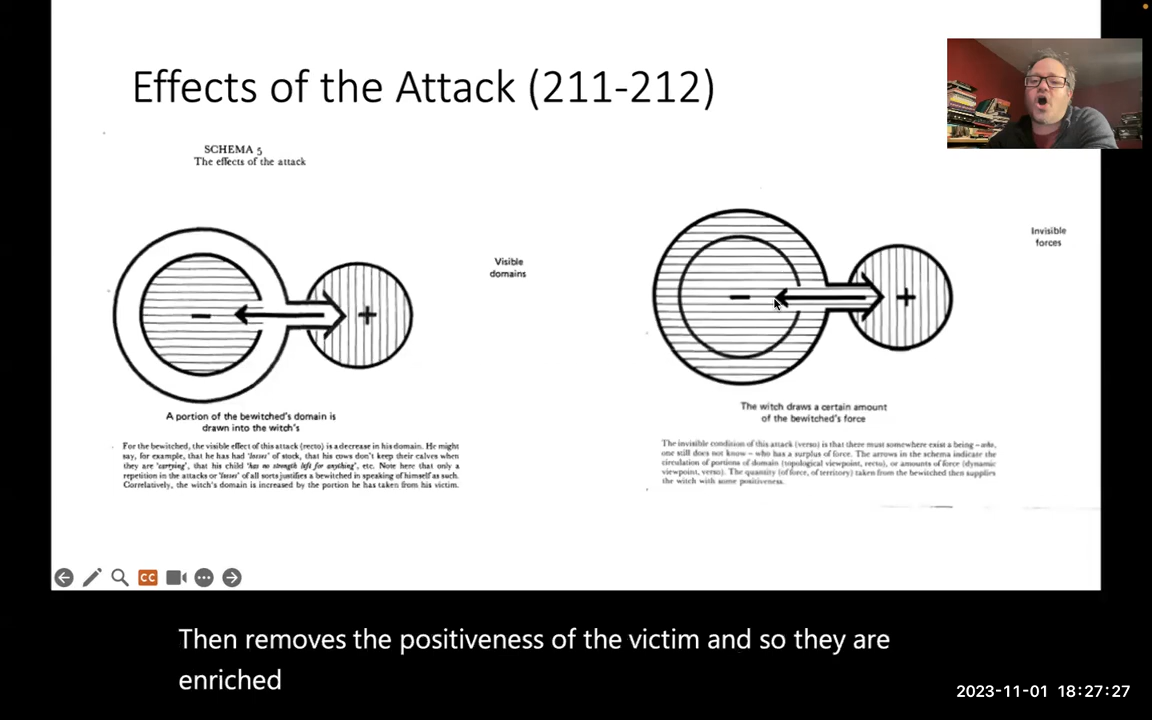 Effects of the Attack (211-212)
SCHEMA 5
The effects of the attack
Visible
domains
A portion of the bewitched's domain is
drawn into the witch's
For the bewitched, the visible effect of this attack (recto) is a decrease in his domain. He might
say, for example, that he has had 'losses' of stock, that his cows don't keep their calves when
they are 'carrying', that his child 'has no strength left for anything', etc. Note here that only a
repetition in the attacks or 'losses' of all sorts justifies a bewitched in speaking of himself as such.
Correlatively, the witch's domain is increased by the portion he has taken from his victim.
Invisible
forces
The witch draws a certain amount
of the bewitched's force
The invisible condition of this attack (verso) is that there must somewhere exist a being – who,
one still does not know – who has a surplus of force. The arrows in the schema indicate the
circulation of portions of domain (topological viewpoint, recto), or amounts of force (dynamic
viewpoint, verso). The quantity (of force, of territory) taken from the bewitched then supplies
the witch with some positiveness.
CC
Then removes the positiveness of the victim and so they are
enriched
2023-11-01 18:27:27